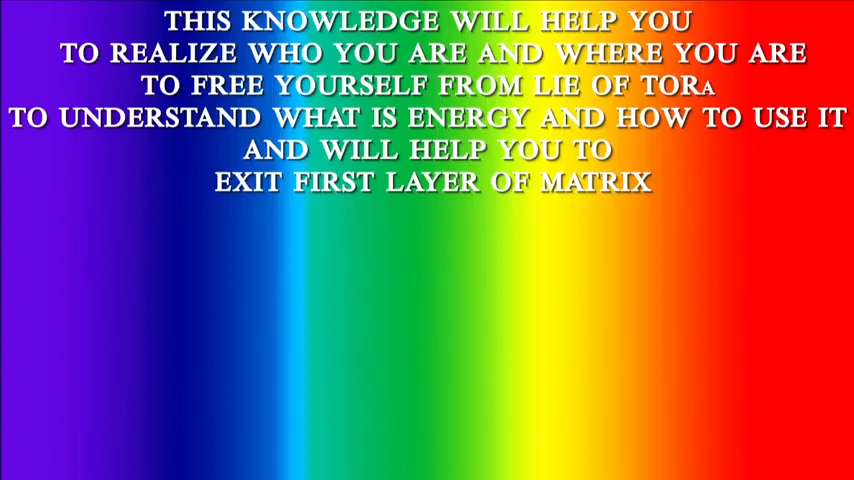 THIS KNOWLEDGE WILL HELP YOU
TO REALIZE WHO YOU ARE AND WHERE YOU ARE
TO FREE YOURSELF FROM LIE OF TORA
TO UNDERSTAND WHAT IS ENERGY AND HOW TO USE IT
AND WILL HELP YOU TO
EXIT FIRST LAYER OF MATRIX